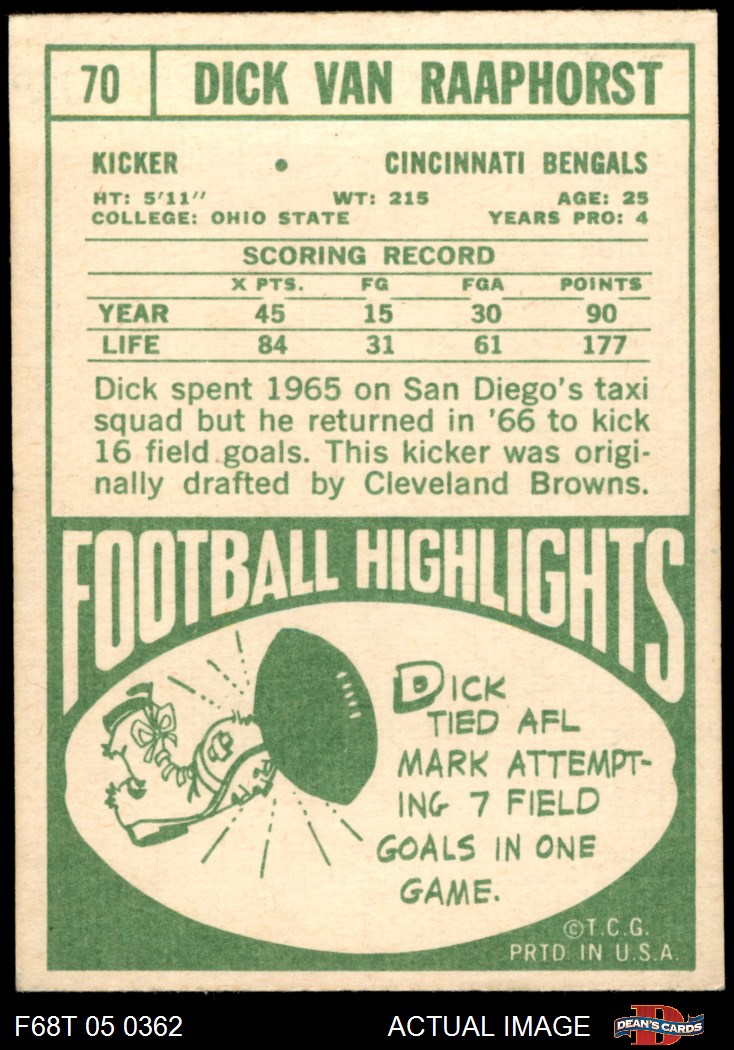 70 DICK VAN RAAPHORST
KICKER • CINCINNATI BENGALS
HT: 5'11" WT: 215 AGE: 25
COLLEGE: OHIO STATE YEARS PRO: 4
SCORING RECORD
X PTS. FG FGA POINTS
YEAR 45 15 30 90
LIFE 84 31 61 177
Dick spent 1965 on San Diego's taxi
squad but he returned in '66 to kick
16 field goals. This kicker was origi-
nally drafted by Cleveland Browns.
FOOTBALL HIGHLIGHTS
DICK
TIED AFL
MARK ATTEMPT-
ING 7 FIELD
GOALS IN ONE
GAME.
©T.C.G.
PRTD. IN U.S.A.
F68T 05 0362 ACTUAL IMAGE D DEAN'S CARDS